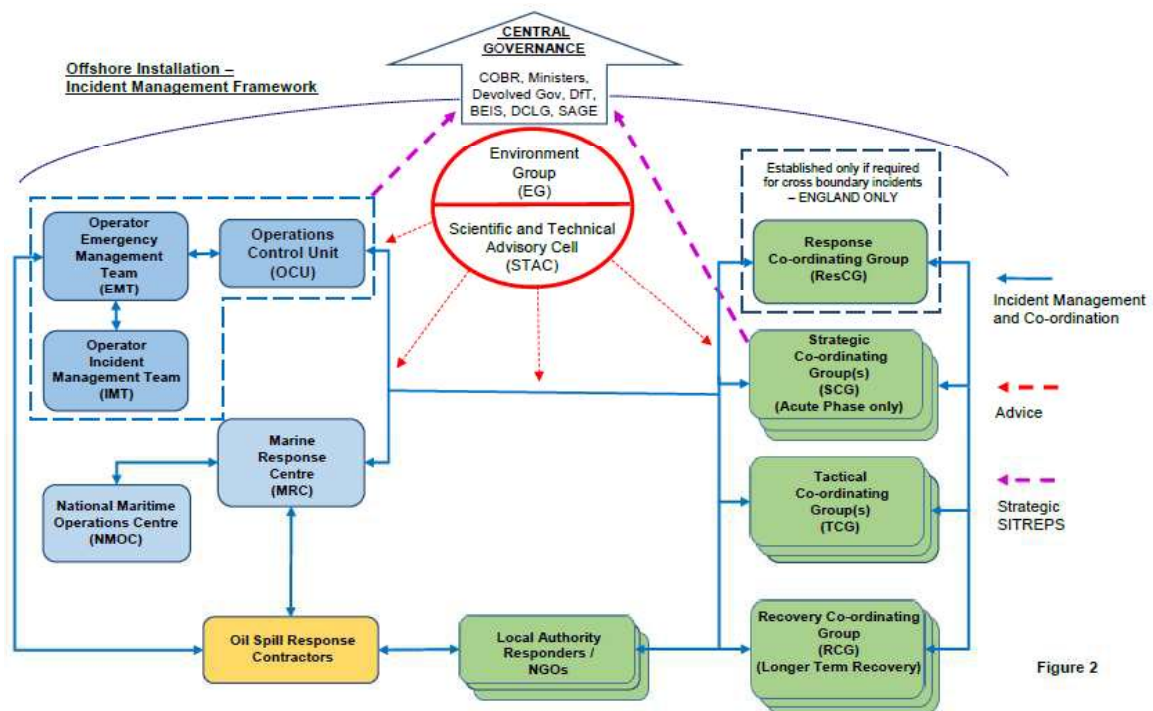 Offshore Installation –
Incident Management Framework
CENTRAL
GOVERNANCE
COBR, Ministers,
Devolved Gov, DfT,
BEIS, DCLG, SAGE
Environment
Group
(EG)
Scientific and Technical
Advisory Cell
(STAC)
Operator
Emergency
Management
Team
(EMT)
Operations
Control Unit
(OCU)
Operator
Incident
Management Team
(IMT)
Marine
Response
Centre
(MRC)
National Maritime
Operations Centre
(NMOC)
Oil Spill Response
Contractors
Local Authority
Responders /
NGOs
Established only if required
for cross boundary incidents
– ENGLAND ONLY
Response
Co-ordinating Group
(ResCG)
Strategic
Co-ordinating
Group(s)
(SCG)
(Acute Phase only)
Tactical
Co-ordinating
Group(s)
(TCG)
Recovery Co-ordinating
Group
(RCG)
(Longer Term Recovery)
Incident Management
and Co-ordination
Advice
Strategic
SITREPS
Figure 2